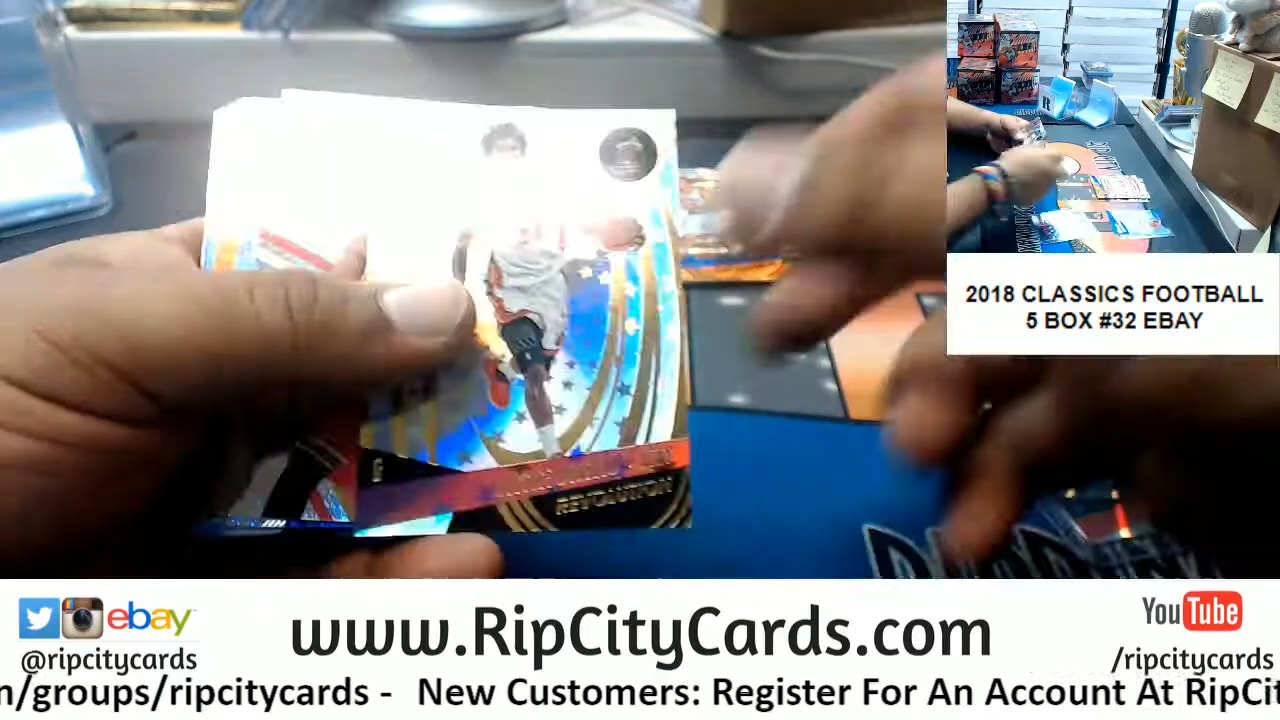 REVOLUTION
2018 CLASSICS FOOTBALL
5 BOX #32 EBAY
ebay
@ripcitycards
www.RipCityCards.com
YouTube
/ripcitycards
n/groups/ripcitycards - New Customers: Register For An Account At RipCit